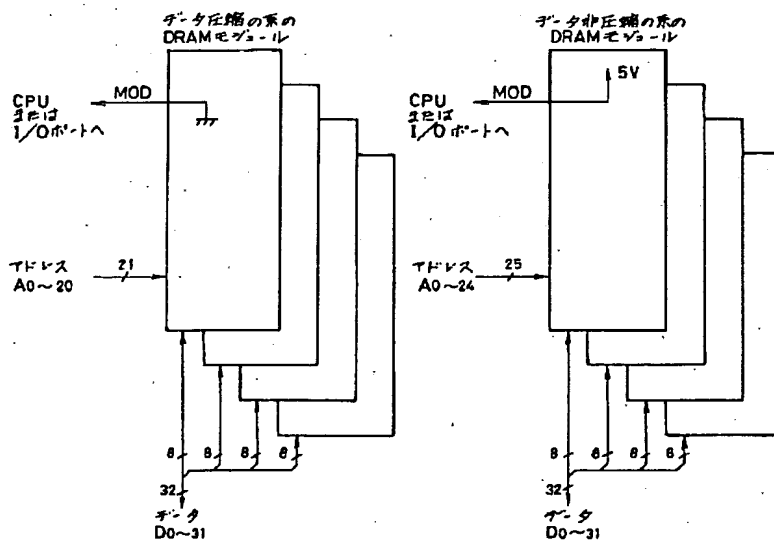 データ圧縮の系の
DRAMモジュール
MOD
CPU
または
I/Oポートへ
アドレス
A0〜20
21
8
8
8
8
32
データ
D0〜31
データ非圧縮の系の
DRAMモジュール
5V
MOD
CPU
または
I/Oポートへ
アドレス
A0〜24
25
8
8
8
8
32
データ
D0〜31